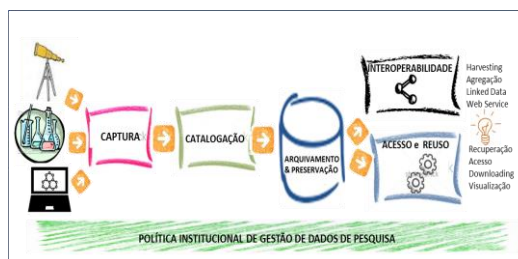 INTEROPERABILIDADE
Harvesting
Agregação
Linked Data
Web Service
CAPTURA
CATALOGAÇÃO
ARQUIVAMENTO
& PRESERVAÇÃO
ACESSO e REUSO
Recuperação
Acesso
Downloading
Visualização
POLÍTICA INSTITUCIONAL DE GESTÃO DE DADOS DE PESQUISA